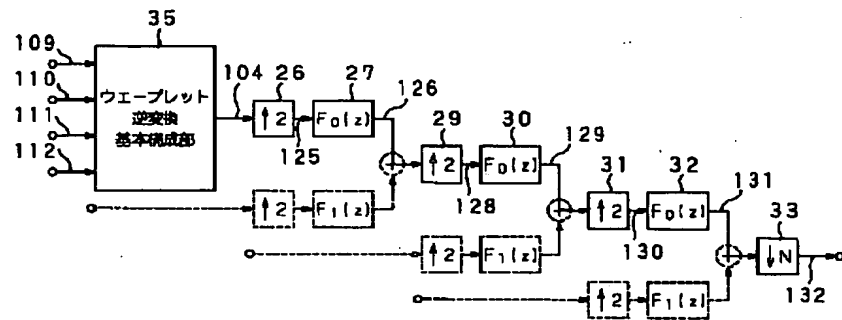 35
109
110
111
112
ウエーブレット
逆変換
基本構成部
104
26
27
126
↑2
F₀(z)
125
29
30
129
↑2
F₀(z)
128
31
32
131
↑2
F₀(z)
130
33
↓N
132
↑2
F₁(z)
↑2
F₁(z)
↑2
F₁(z)